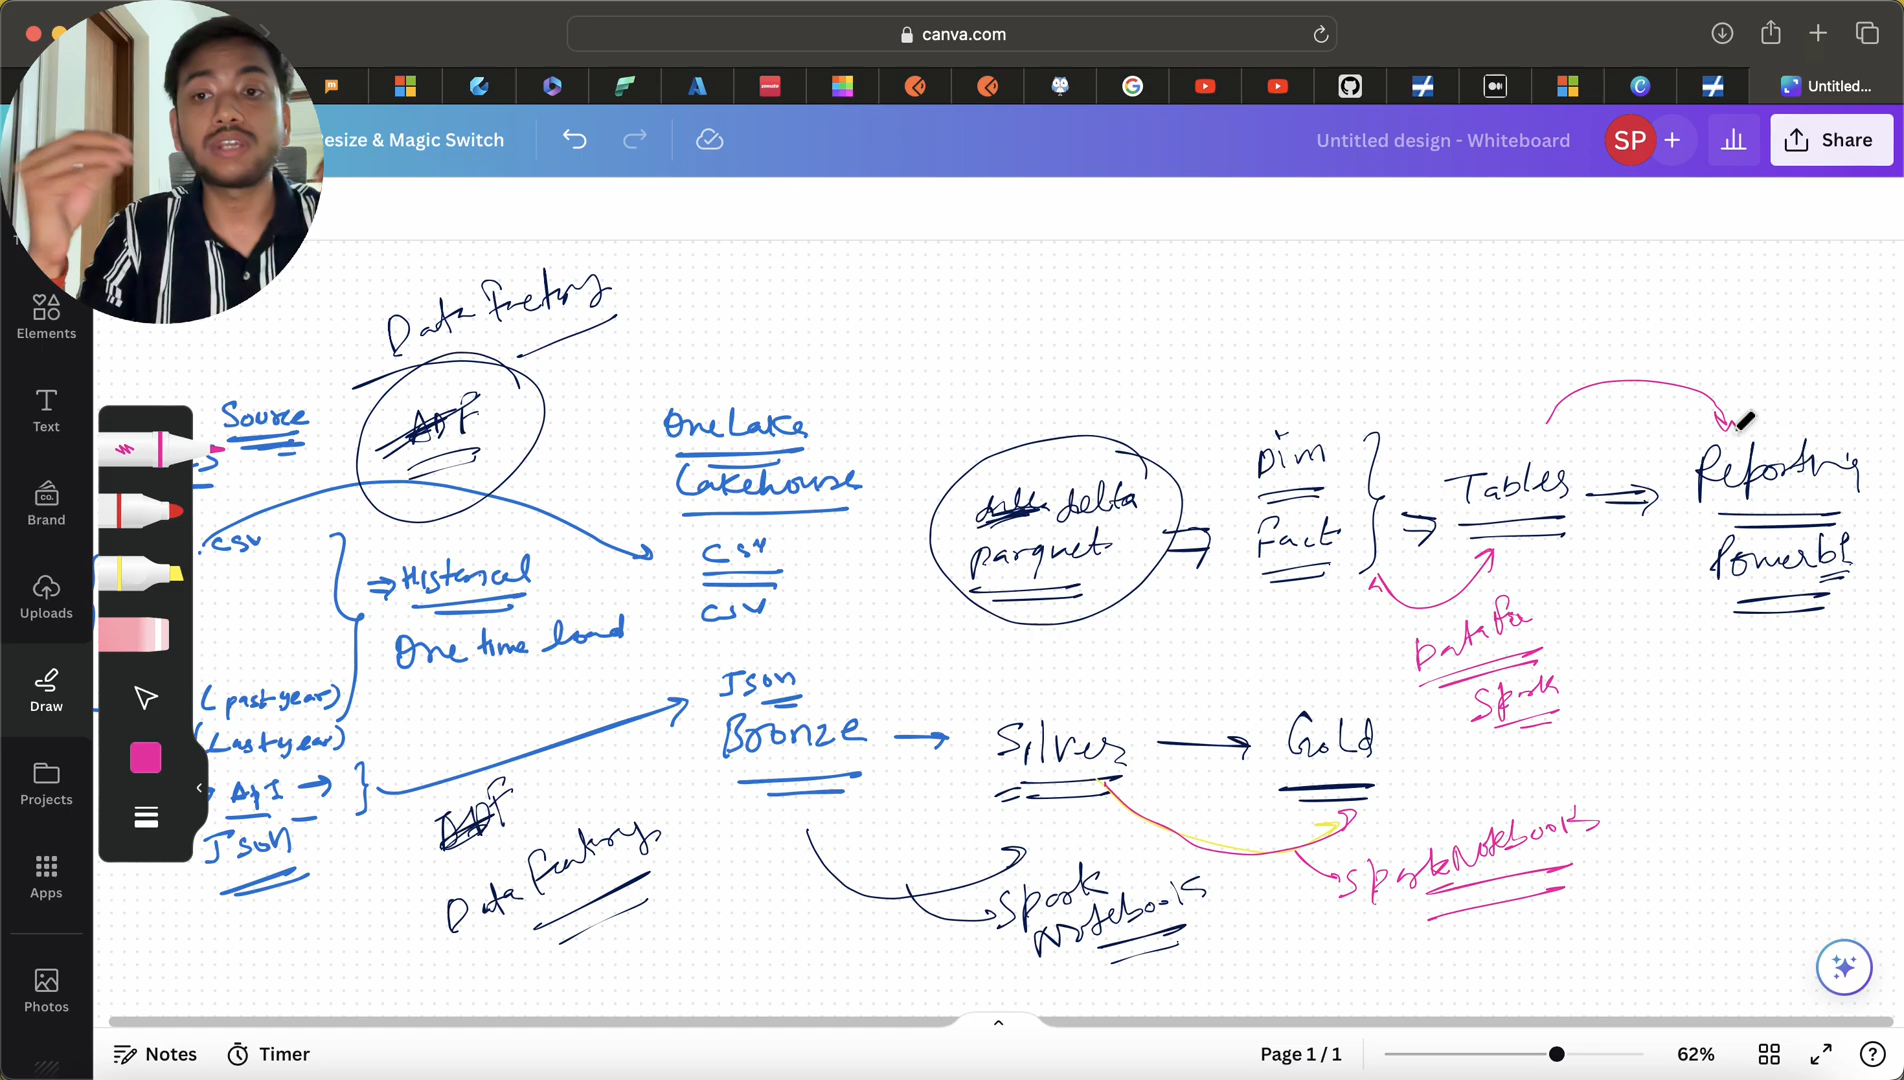 canva.com
Untitled...
esize & Magic Switch
Untitled design - Whiteboard
SP
Share
Elements
Text
Brand
Uploads
Draw
Projects
Apps
Photos
Data Factory
ADF
Source
CSV
Historical
One time load
(past year)
(Last year)
API
Json
ADF
Data Factory
OneLake
Lakehouse
CSV
CSV
Json
Bronze
delta
parquet
Silver
Spark
Notebooks
Dim
Fact
Gold
Spark Notebooks
Tables
Spark
Reporting
PowerBI
Notes
Timer
Page 1 / 1
62%